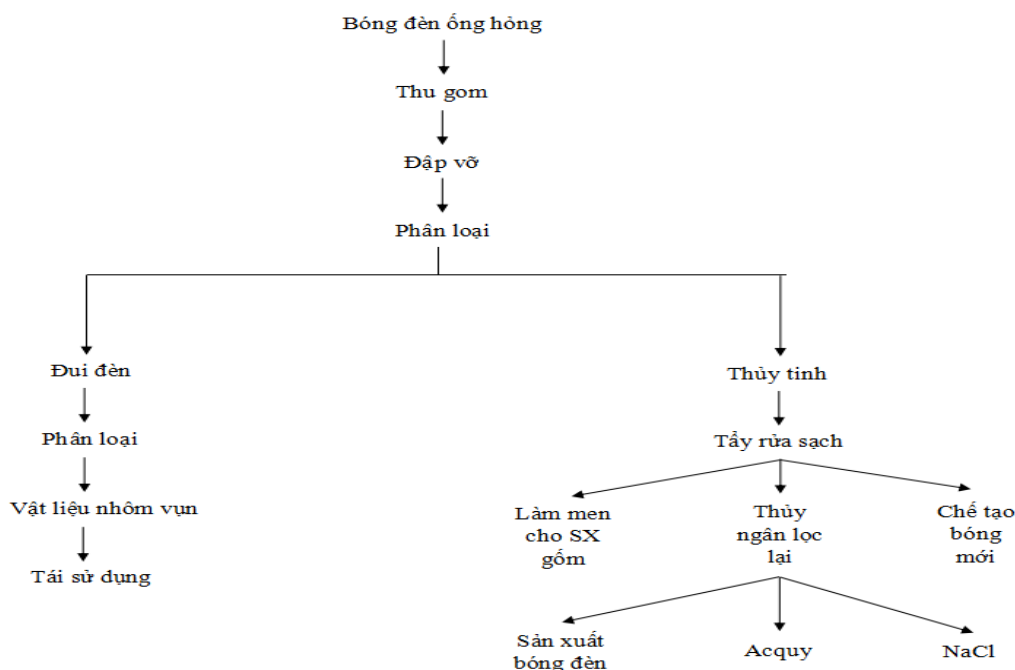 Bóng đèn ống hỏng
Thu gom
Đập vỡ
Phân loại
Đui đèn
Thủy tinh
Phân loại
Tẩy rửa sạch
Vật liệu nhôm vụn
Làm men
cho SX
gốm
Thủy
ngân lọc
lại
Chế tạo
bóng
mới
Tái sử dụng
Sản xuất
bóng đèn
Acquy
NaCl